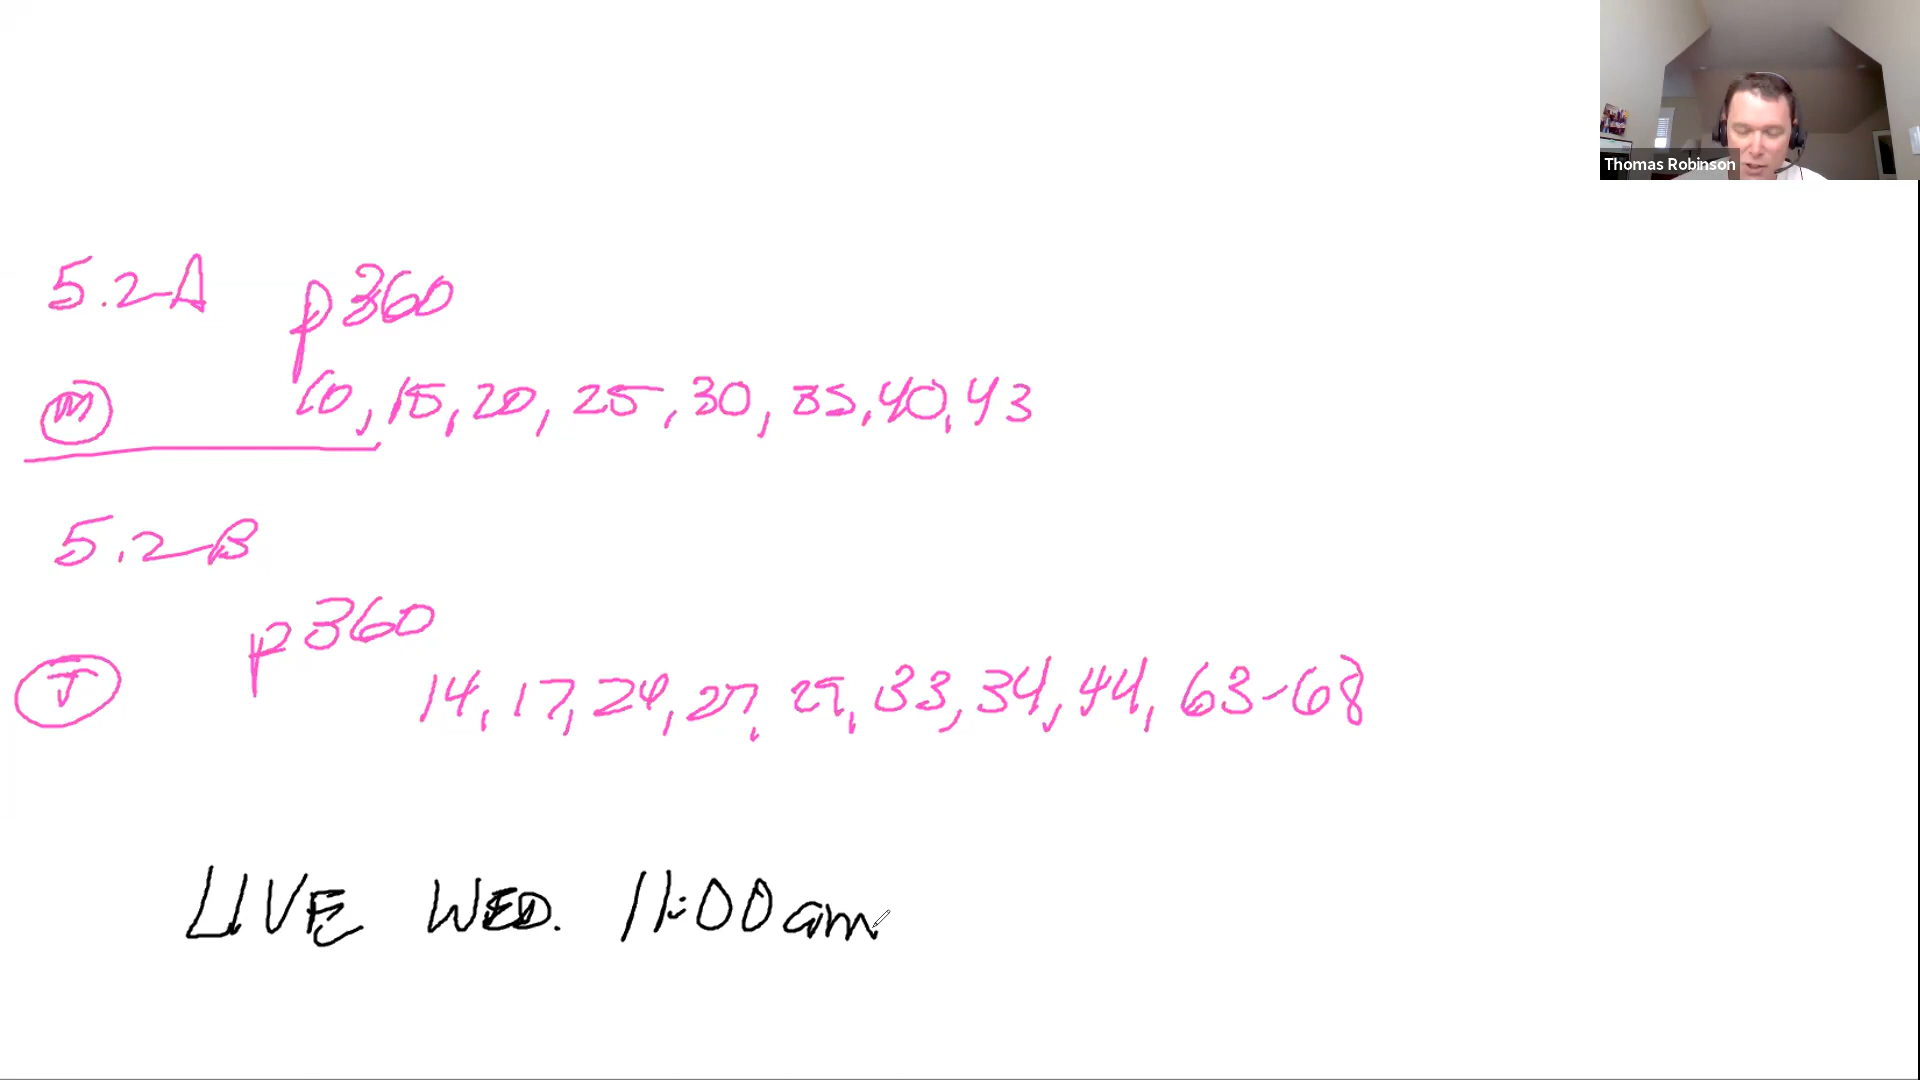 Thomas Robinson
5.2A p360
M 10, 15, 20, 25, 30, 35, 40, 43
5.2B
p360
T 14, 17, 24, 27, 29, 33, 34, 44, 63-68
LIVE WED. 11:00am